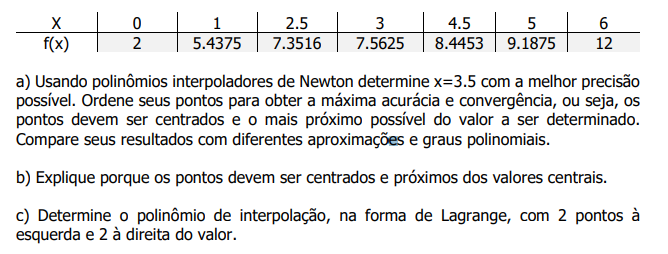 X 0 1 2.5 3 4.5 5 6
f(x) 2 5.4375 7.3516 7.5625 8.4453 9.1875 12
a) Usando polinômios interpoladores de Newton determine x=3.5 com a melhor precisão
possível. Ordene seus pontos para obter a máxima acurácia e convergência, ou seja, os
pontos devem ser centrados e o mais próximo possível do valor a ser determinado.
Compare seus resultados com diferentes aproximações e graus polinomiais.
b) Explique porque os pontos devem ser centrados e próximos dos valores centrais.
c) Determine o polinômio de interpolação, na forma de Lagrange, com 2 pontos à
esquerda e 2 à direita do valor.